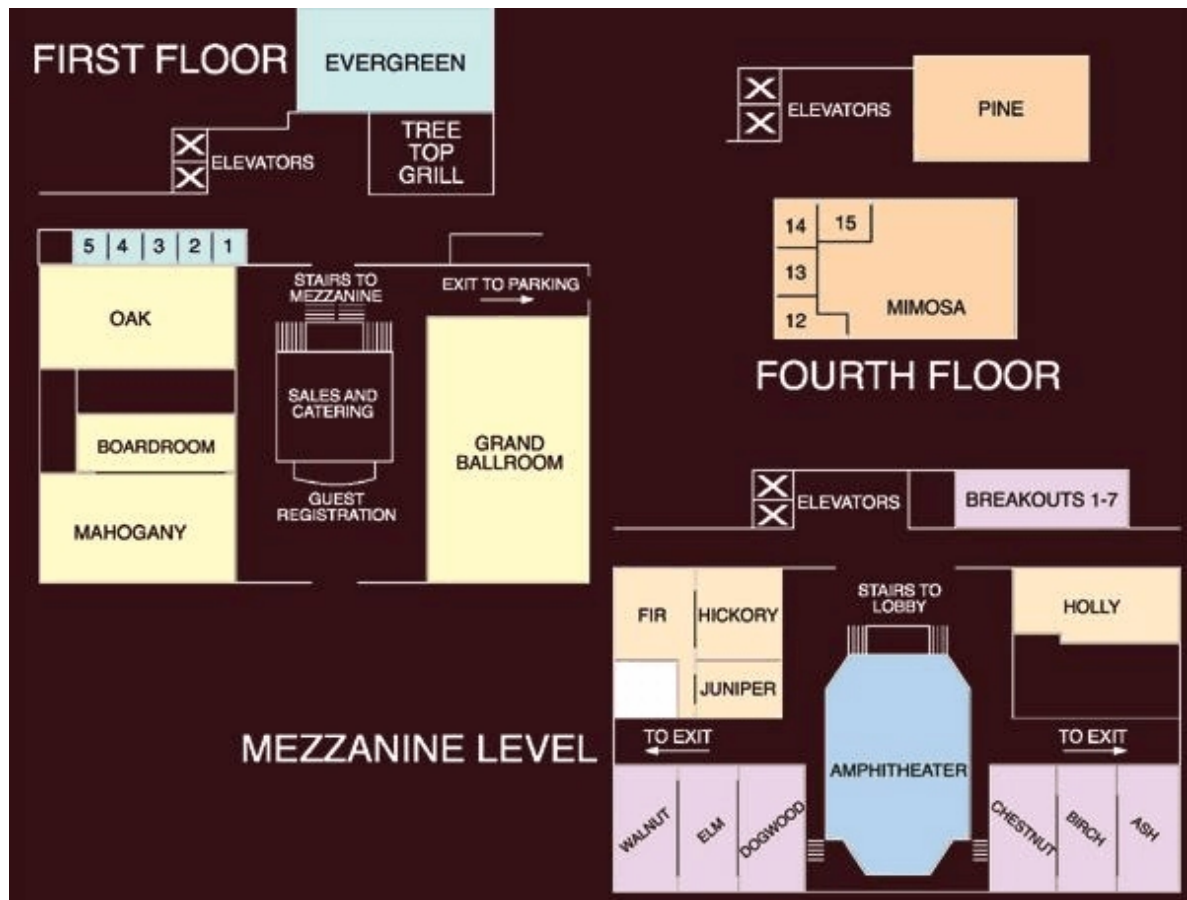 FIRST FLOOR
EVERGREEN
TREE
TOP
GRILL
ELEVATORS
5 4 3 2 1
OAK
STAIRS TO
MEZZANINE
EXIT TO PARKING
SALES AND
CATERING
BOARDROOM
GRAND
BALLROOM
GUEST
REGISTRATION
MAHOGANY
ELEVATORS
PINE
14 15
13
12
MIMOSA
FOURTH FLOOR
ELEVATORS
BREAKOUTS 1-7
FIR
HICKORY
STAIRS TO
LOBBY
HOLLY
JUNIPER
TO EXIT
TO EXIT
MEZZANINE LEVEL
AMPHITHEATER
WALNUT
ELM
DOGWOOD
CHESTNUT
BIRCH
ASH